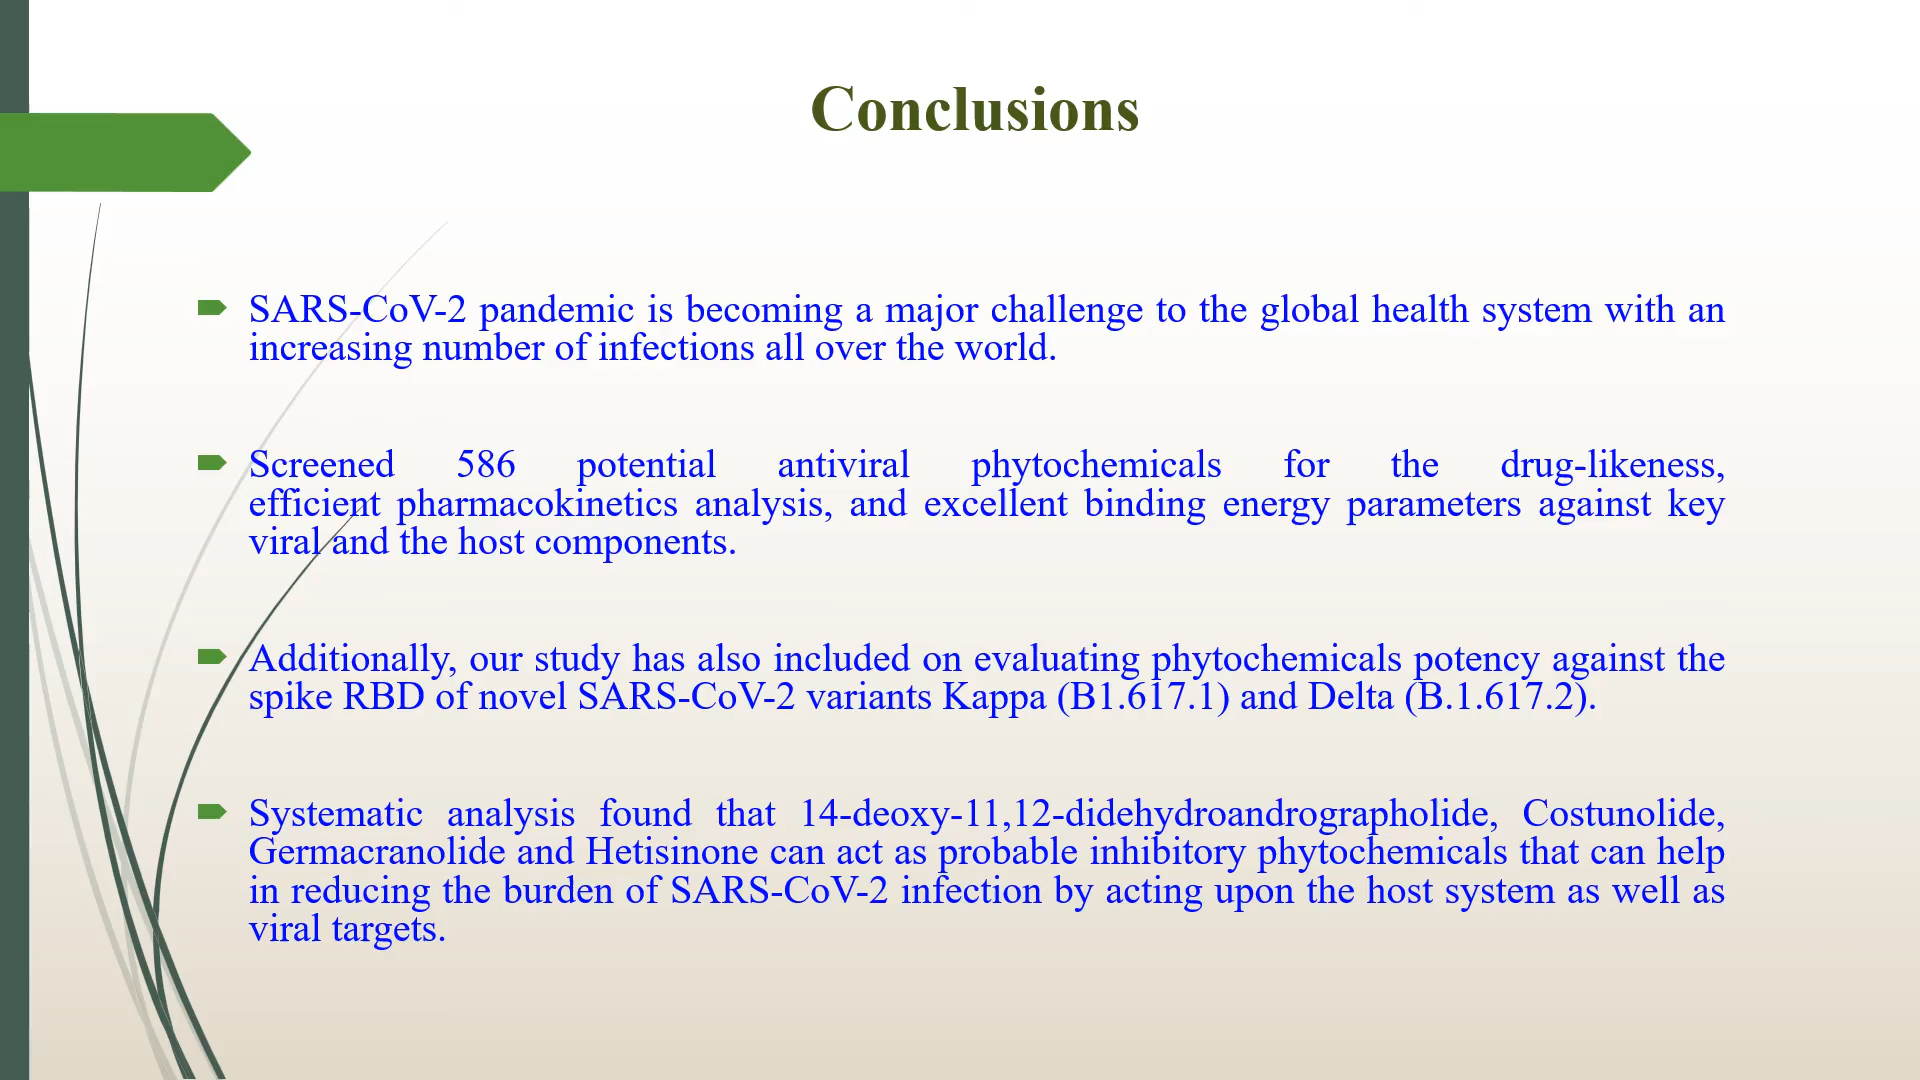 Conclusions
SARS-CoV-2 pandemic is becoming a major challenge to the global health system with an
increasing number of infections all over the world.
Screened 586 potential antiviral phytochemicals for the drug-likeness,
efficient pharmacokinetics analysis, and excellent binding energy parameters against key
viral and the host components.
Additionally, our study has also included on evaluating phytochemicals potency against the
spike RBD of novel SARS-CoV-2 variants Kappa (B1.617.1) and Delta (B.1.617.2).
Systematic analysis found that 14-deoxy-11,12-didehydroandrographolide, Costunolide,
Germacranolide and Hetisinone can act as probable inhibitory phytochemicals that can help
in reducing the burden of SARS-CoV-2 infection by acting upon the host system as well as
viral targets.